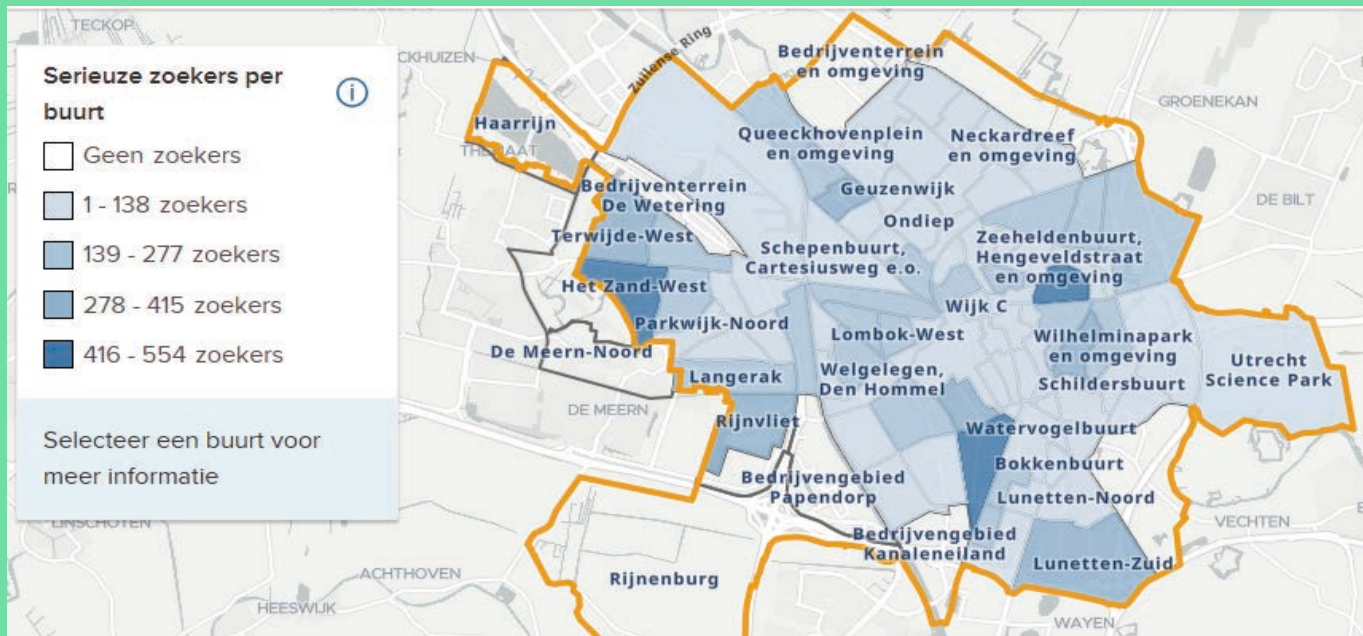 Serieuze zoekers per
buurt
Geen zoekers
1 - 138 zoekers
139 - 277 zoekers
278 - 415 zoekers
416 - 554 zoekers
Selecteer een buurt voor
meer informatie
TECKOP
CKHUIZEN
Zuilense Ring
Bedrijventerrein
en omgeving
GROENEKAN
Haarrijn
THEMAAT
Queeckhovenplein
en omgeving
Neckardreef
en omgeving
Bedrijventerrein
De Wetering
Geuzenwijk
DE BILT
Ondiep
Terwijde-West
Schepenbuurt,
Cartesiusweg e.o.
Zeeheldenbuurt,
Hengeveldstraat
en omgeving
Het Zand-West
Wijk C
Parkwijk-Noord
Lombok-West
Wilhelminapark
en omgeving
De Meern-Noord
Utrecht
Science Park
Langerak
Welgelegen,
Den Hommel
Schildersbuurt
DE MEERN
Rijnvliet
Watervogelbuurt
Bokkenbuurt
Bedrijvengebied
Papendorp
Lunetten-Noord
LINSCHOTEN
VECHTEN
Bedrijvengebied
Kanaleneiland
Lunetten-Zuid
ACHTHOVEN
Rijnenburg
HEESWIJK
WAYEN